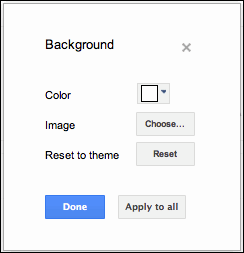 Background
Color
Image Choose...
Reset to theme Reset
Done Apply to all